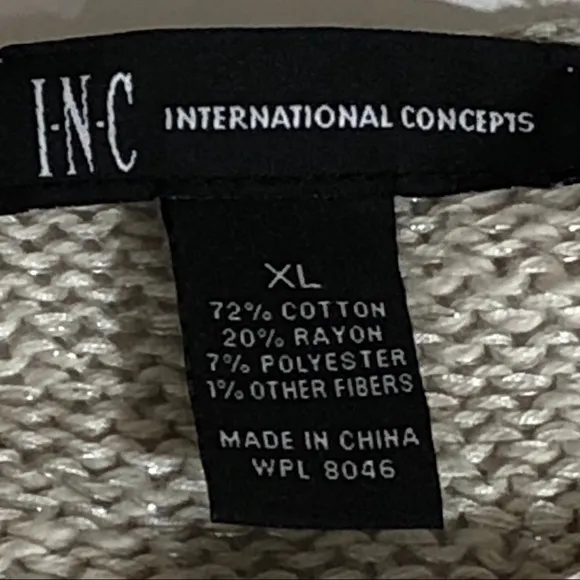 I·N·C INTERNATIONAL CONCEPTS
XL
72% COTTON
20% RAYON
7% POLYESTER
1% OTHER FIBERS
MADE IN CHINA
WPL 8046